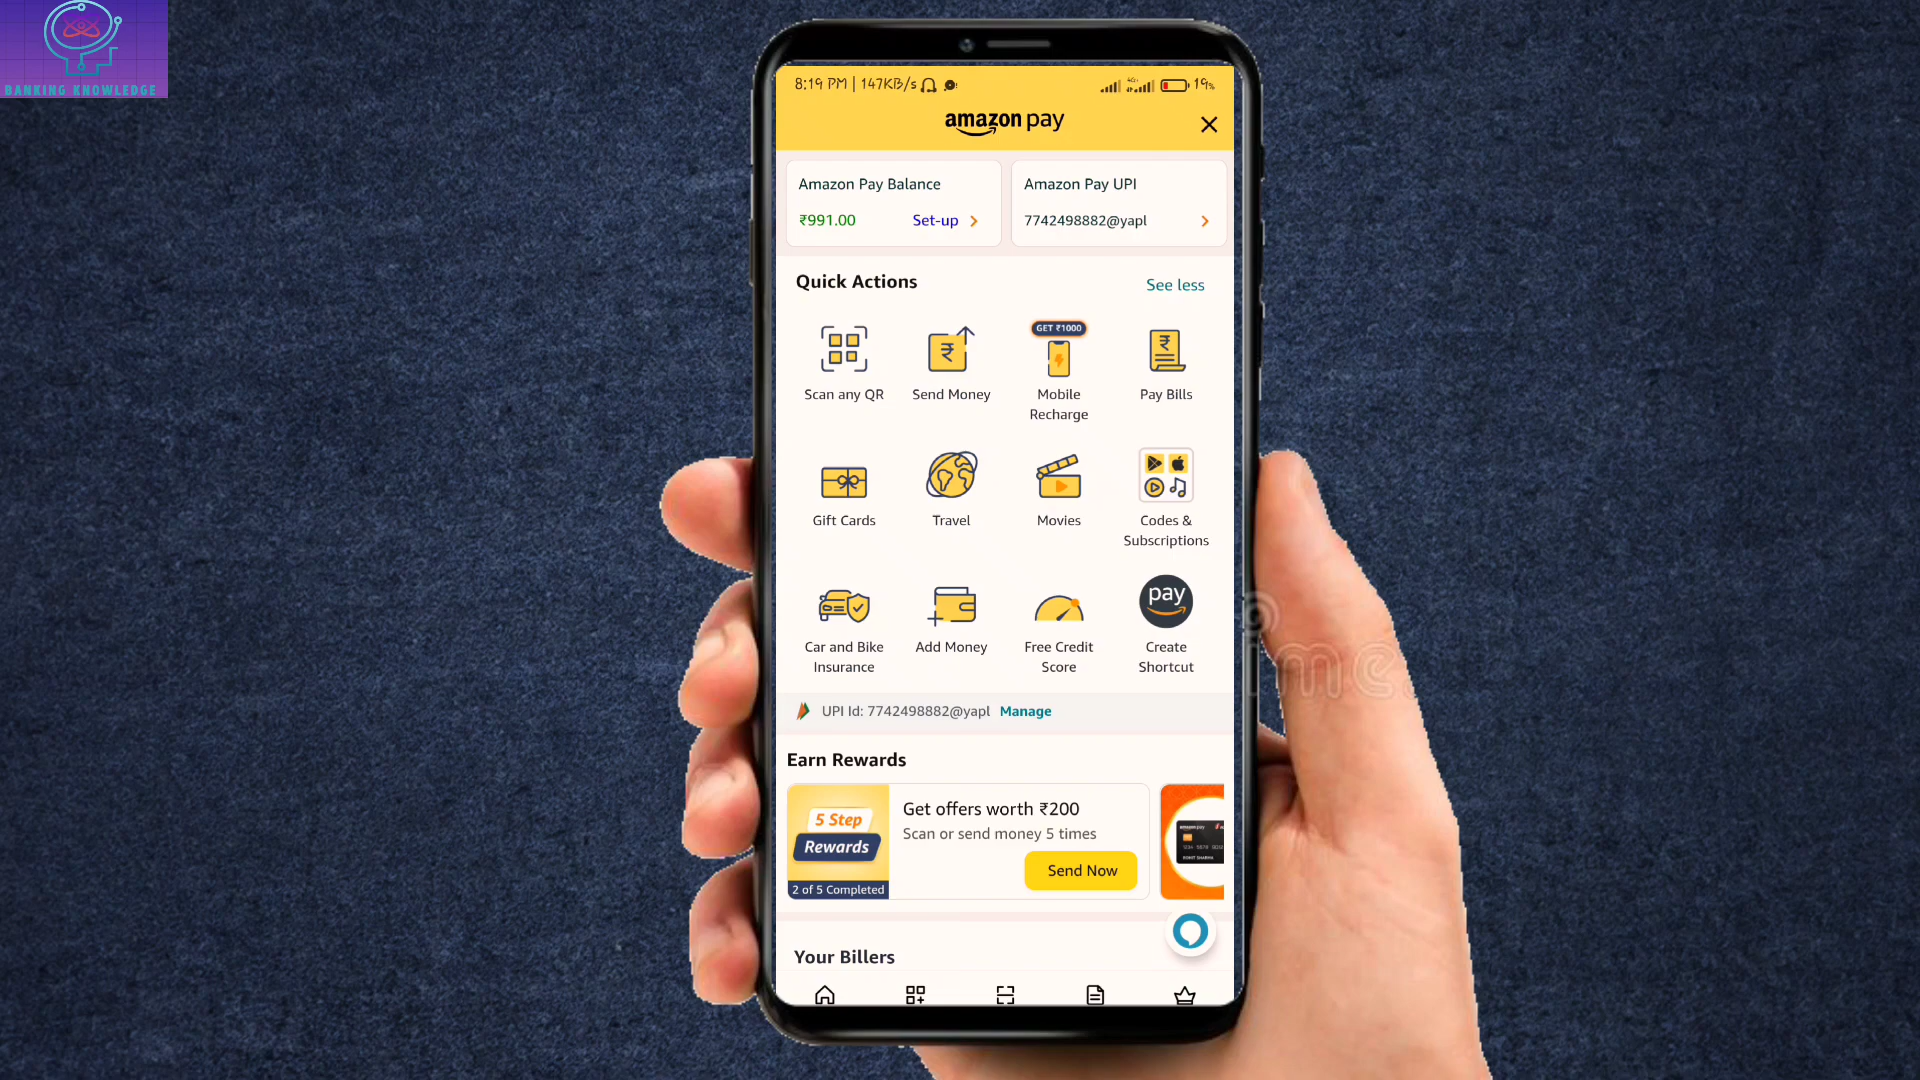 BANKING KNOWLEDGE
8:19 PM | 147KB/s
4G+
19%
amazon pay
Amazon Pay Balance
₹991.00 Set-up
Amazon Pay UPI
7742498882@yapl
Quick Actions
See less
Scan any QR
Send Money
GET ₹1000
Mobile
Recharge
Pay Bills
Gift Cards
Travel
Movies
Codes &
Subscriptions
Car and Bike
Insurance
Add Money
Free Credit
Score
pay
Create
Shortcut
UPI Id: 7742498882@yapl Manage
Earn Rewards
5 Step
Rewards
2 of 5 Completed
Get offers worth ₹200
Scan or send money 5 times
Send Now
amazon pay
Your Billers